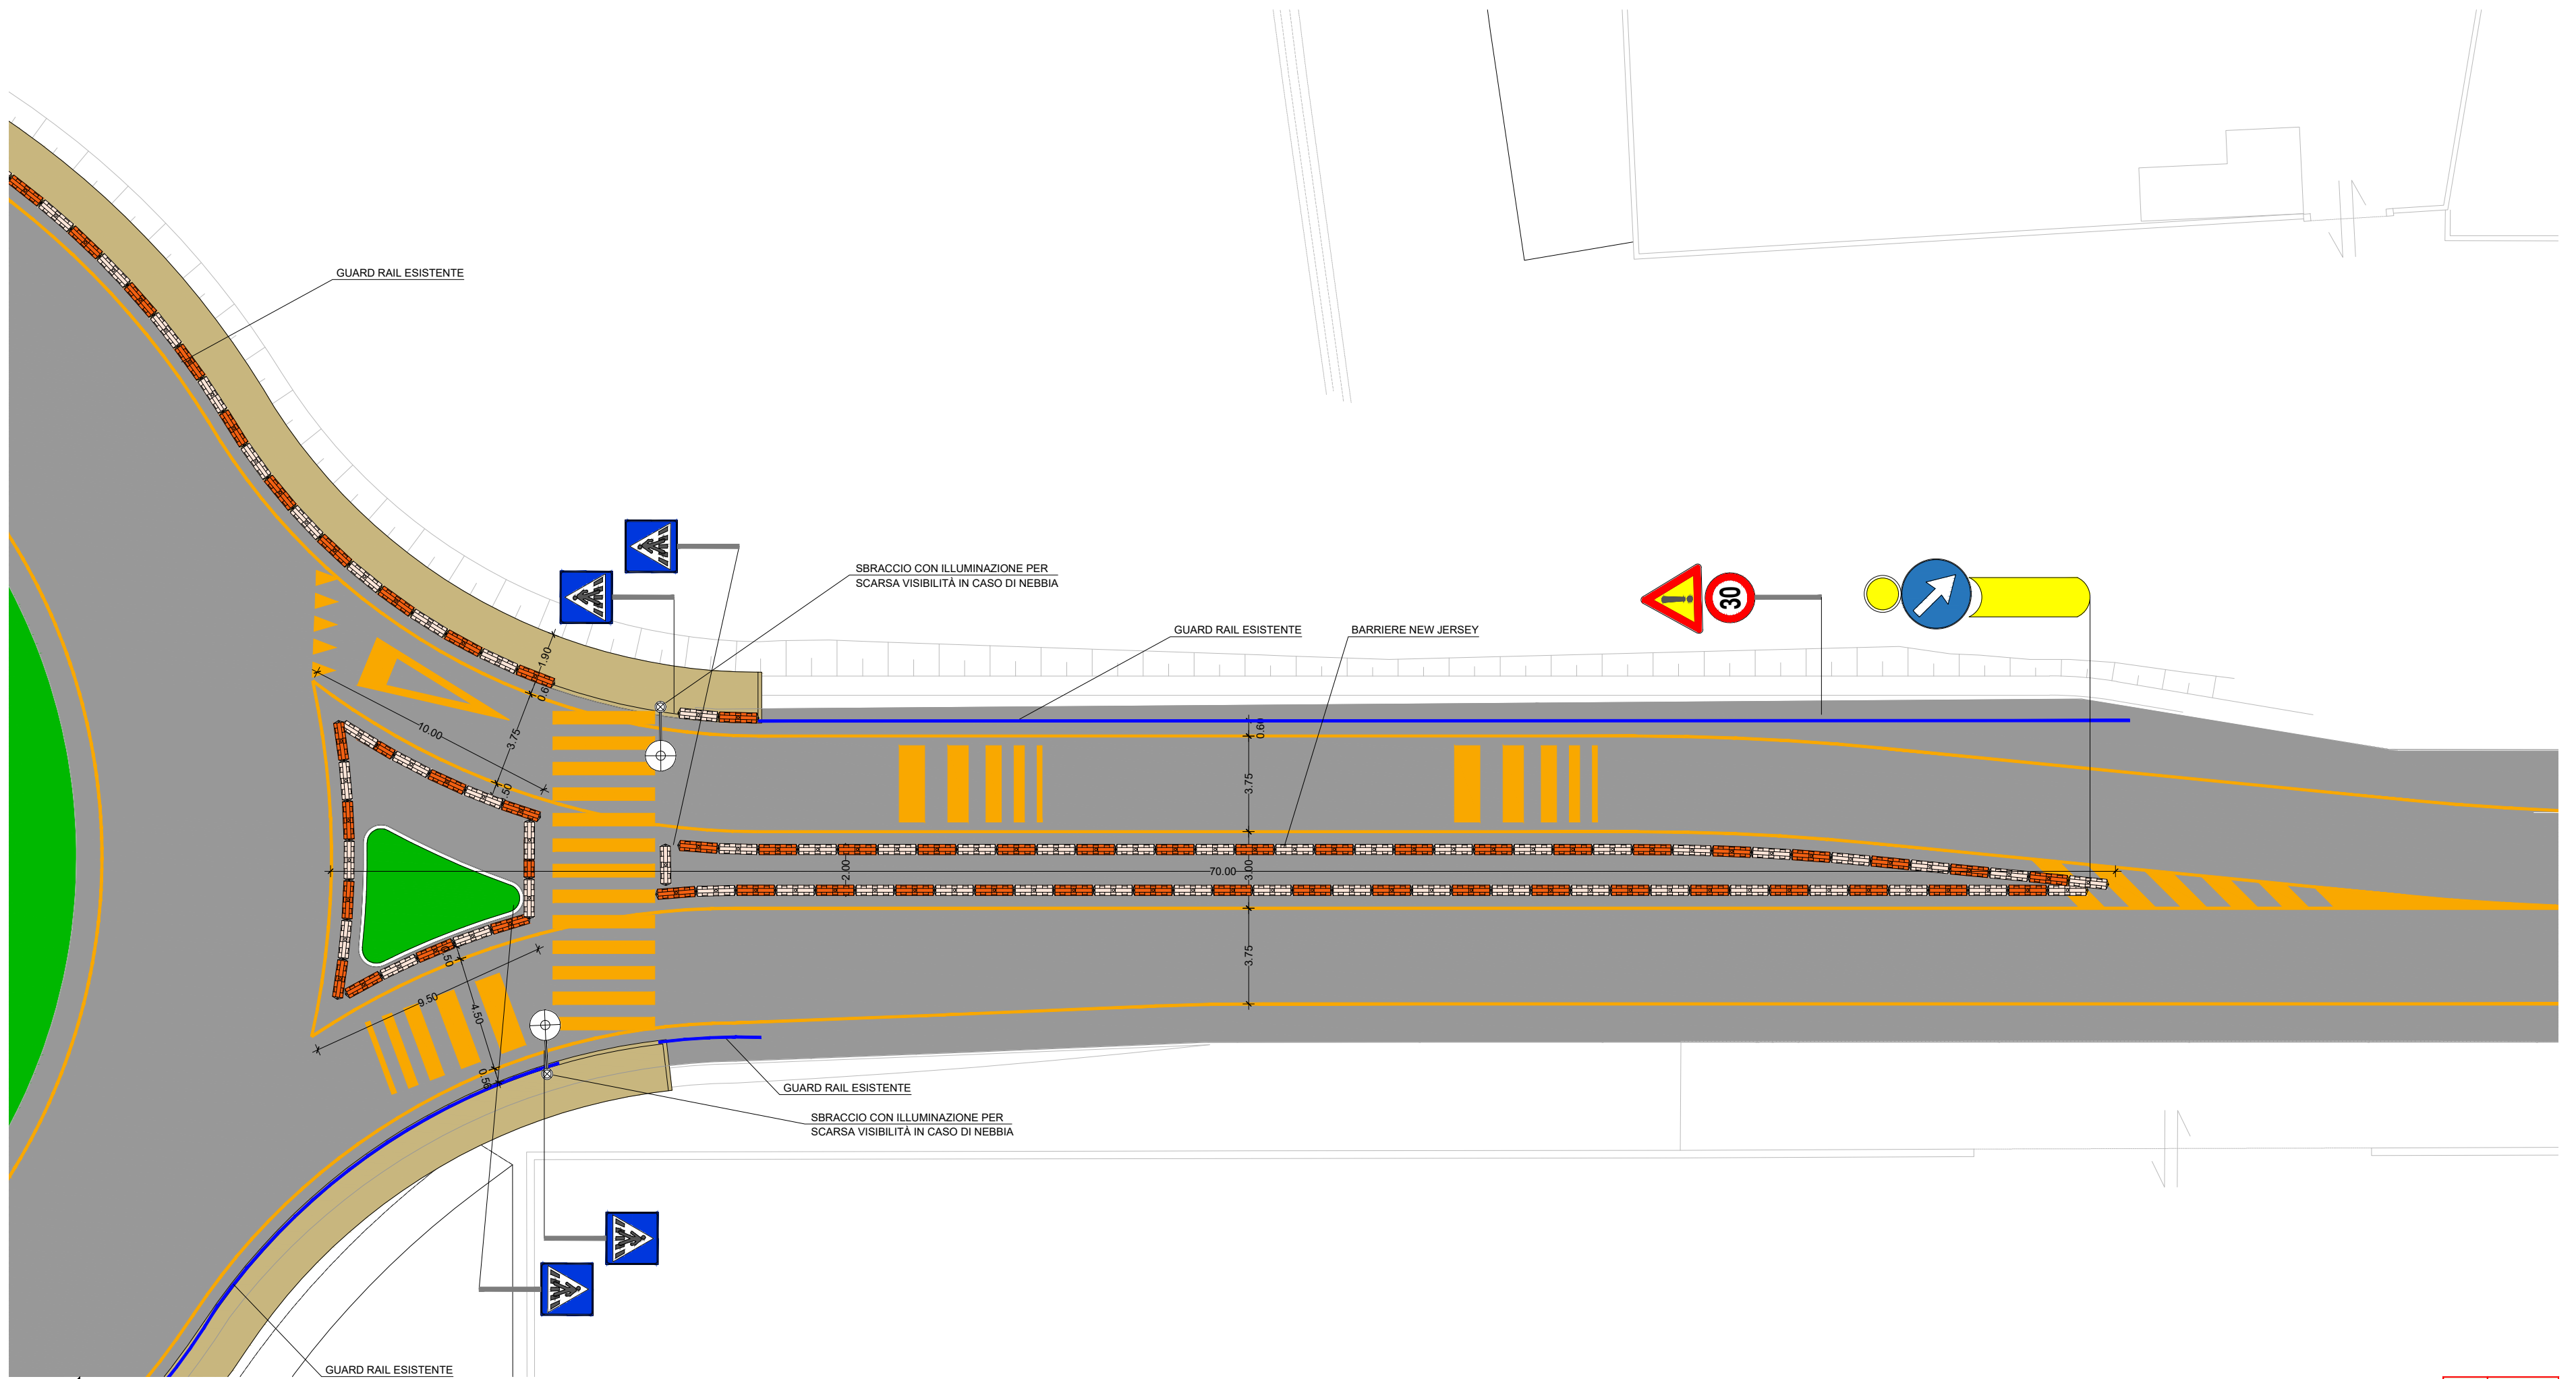 GUARD RAIL ESISTENTE
SBRACCIO CON ILLUMINAZIONE PER
SCARSA VISIBILITÀ IN CASO DI NEBBIA
30
GUARD RAIL ESISTENTE
BARRIERE NEW JERSEY
1.90
10.00
3.75
0.60
3.75
2.00
70.00
3.00
3.75
9.50
4.50
GUARD RAIL ESISTENTE
SBRACCIO CON ILLUMINAZIONE PER
SCARSA VISIBILITÀ IN CASO DI NEBBIA
GUARD RAIL ESISTENTE